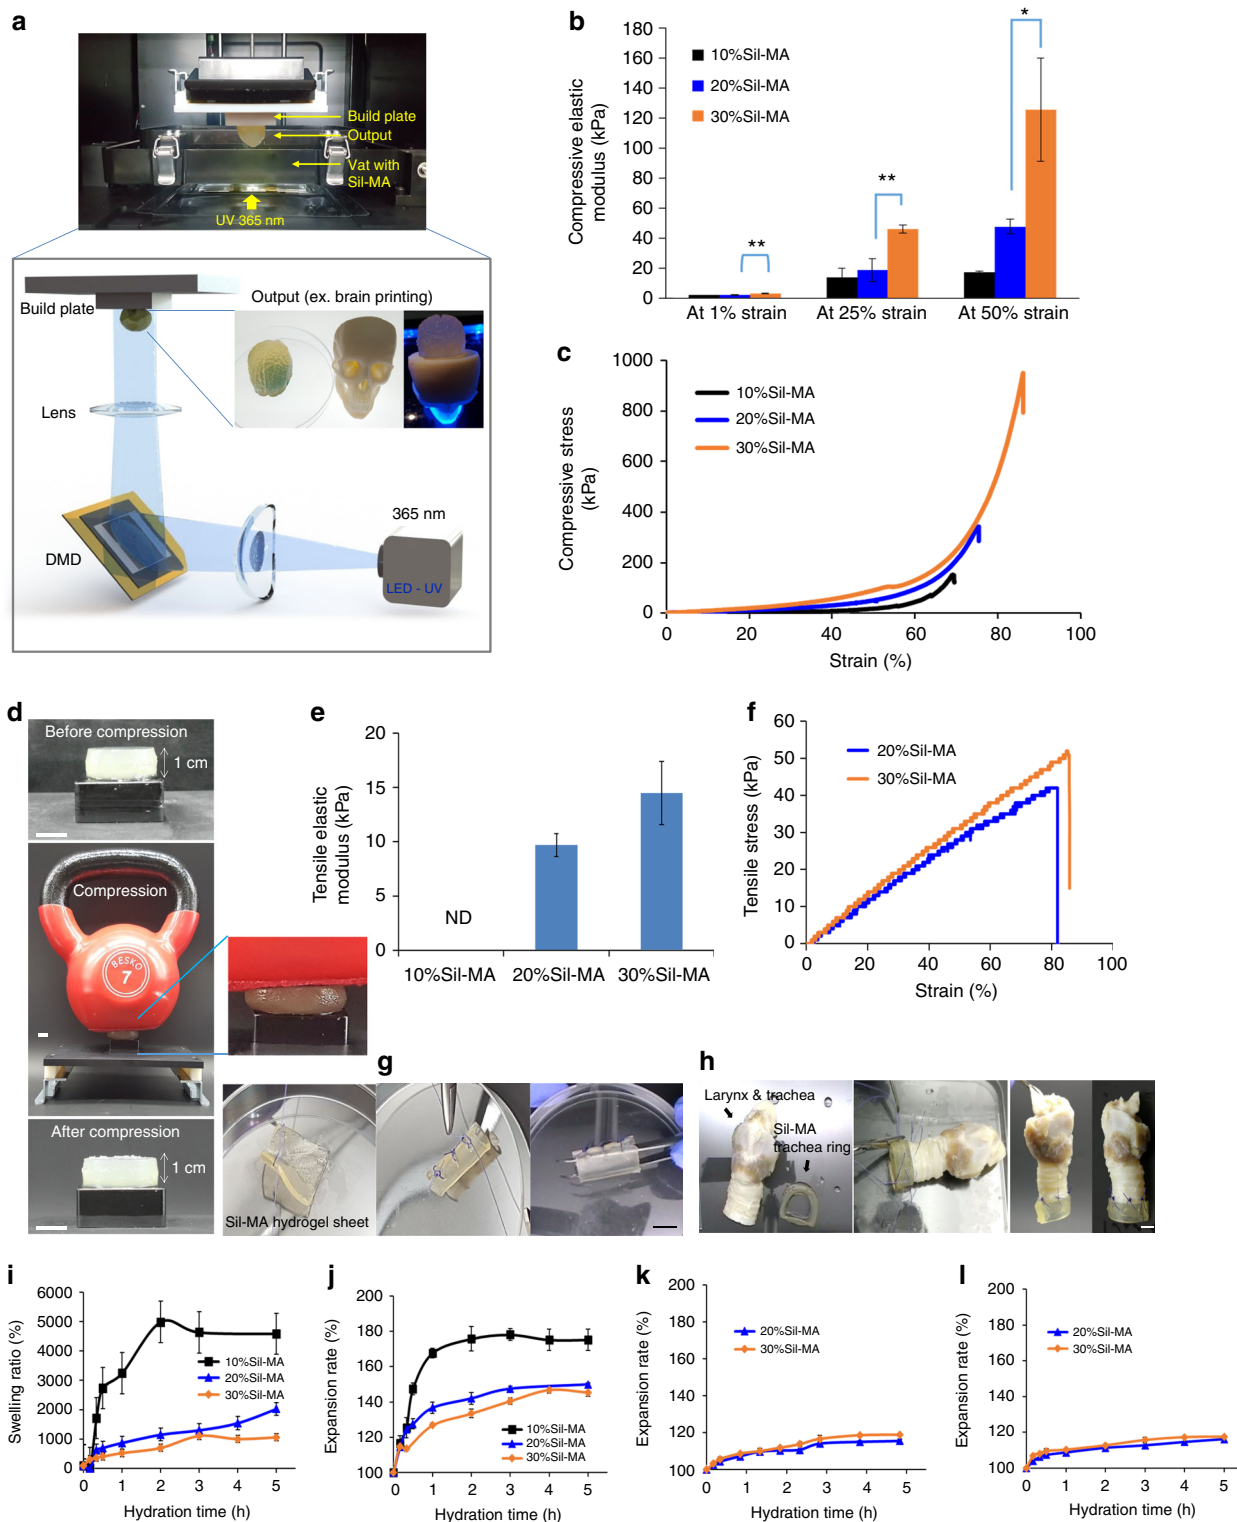 a
Build plate
Output
Vat with
Sil-MA
UV 365 nm
Build plate
Output (ex. brain printing)
Lens
365 nm
DMD
LED - UV
b
Compressive elastic
modulus (kPa)
180
160
140
120
100
80
60
40
20
0
10%Sil-MA
20%Sil-MA
30%Sil-MA
**
**
*
At 1% strain
At 25% strain
At 50% strain
c
Compressive stress
(kPa)
1000
800
600
400
200
0
10%Sil-MA
20%Sil-MA
30%Sil-MA
0
20
40
60
80
100
Strain (%)
d
Before compression
1 cm
Compression
BESKO
7
After compression
1 cm
e
Tensile elastic
modulus (kPa)
20
15
10
5
0
ND
10%Sil-MA
20%Sil-MA
30%Sil-MA
f
Tensile stress (kPa)
60
50
40
30
20
10
0
20%Sil-MA
30%Sil-MA
0
20
40
60
80
100
Strain (%)
g
Sil-MA hydrogel sheet
h
Larynx & trachea
Sil-MA
trachea ring
i
Swelling ratio (%)
6000
5000
4000
3000
2000
1000
0
10%Sil-MA
20%Sil-MA
30%Sil-MA
0
1
2
3
4
5
Hydration time (h)
j
Expansion rate (%)
200
180
160
140
120
100
10%Sil-MA
20%Sil-MA
30%Sil-MA
0
1
2
3
4
5
Hydration time (h)
k
Expansion rate (%)
200
180
160
140
120
100
20%Sil-MA
30%Sil-MA
0
1
2
3
4
5
Hydration time (h)
l
Expansion rate (%)
200
180
160
140
120
100
20%Sil-MA
30%Sil-MA
0
1
2
3
4
5
Hydration time (h)